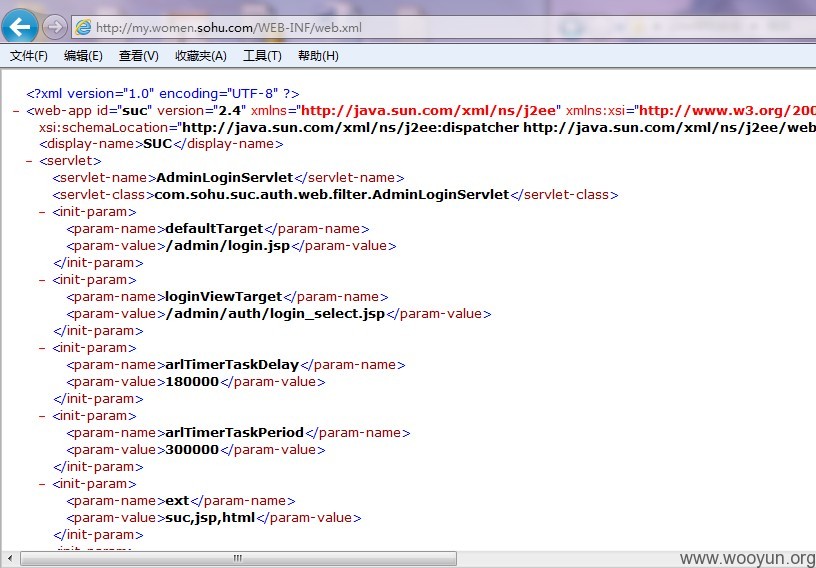 http://my.women.sohu.com/WEB-INF/web.xml
文件(F) 编辑(E) 查看(V) 收藏夹(A) 工具(T) 帮助(H)
<?xml version="1.0" encoding="UTF-8" ?>
- <web-app id="suc" version="2.4" xmlns="http://java.sun.com/xml/ns/j2ee" xmlns:xsi="http://www.w3.org/200
xsi:schemaLocation="http://java.sun.com/xml/ns/j2ee:dispatcher http://java.sun.com/xml/ns/j2ee/web
<display-name>SUC</display-name>
- <servlet>
<servlet-name>AdminLoginServlet</servlet-name>
<servlet-class>com.sohu.suc.auth.web.filter.AdminLoginServlet</servlet-class>
- <init-param>
<param-name>defaultTarget</param-name>
<param-value>/admin/login.jsp</param-value>
</init-param>
- <init-param>
<param-name>loginViewTarget</param-name>
<param-value>/admin/auth/login_select.jsp</param-value>
</init-param>
- <init-param>
<param-name>arlTimerTaskDelay</param-name>
<param-value>180000</param-value>
</init-param>
- <init-param>
<param-name>arlTimerTaskPeriod</param-name>
<param-value>300000</param-value>
</init-param>
- <init-param>
<param-name>ext</param-name>
<param-value>suc,jsp,html</param-value>
</init-param>
www.wooyun.org